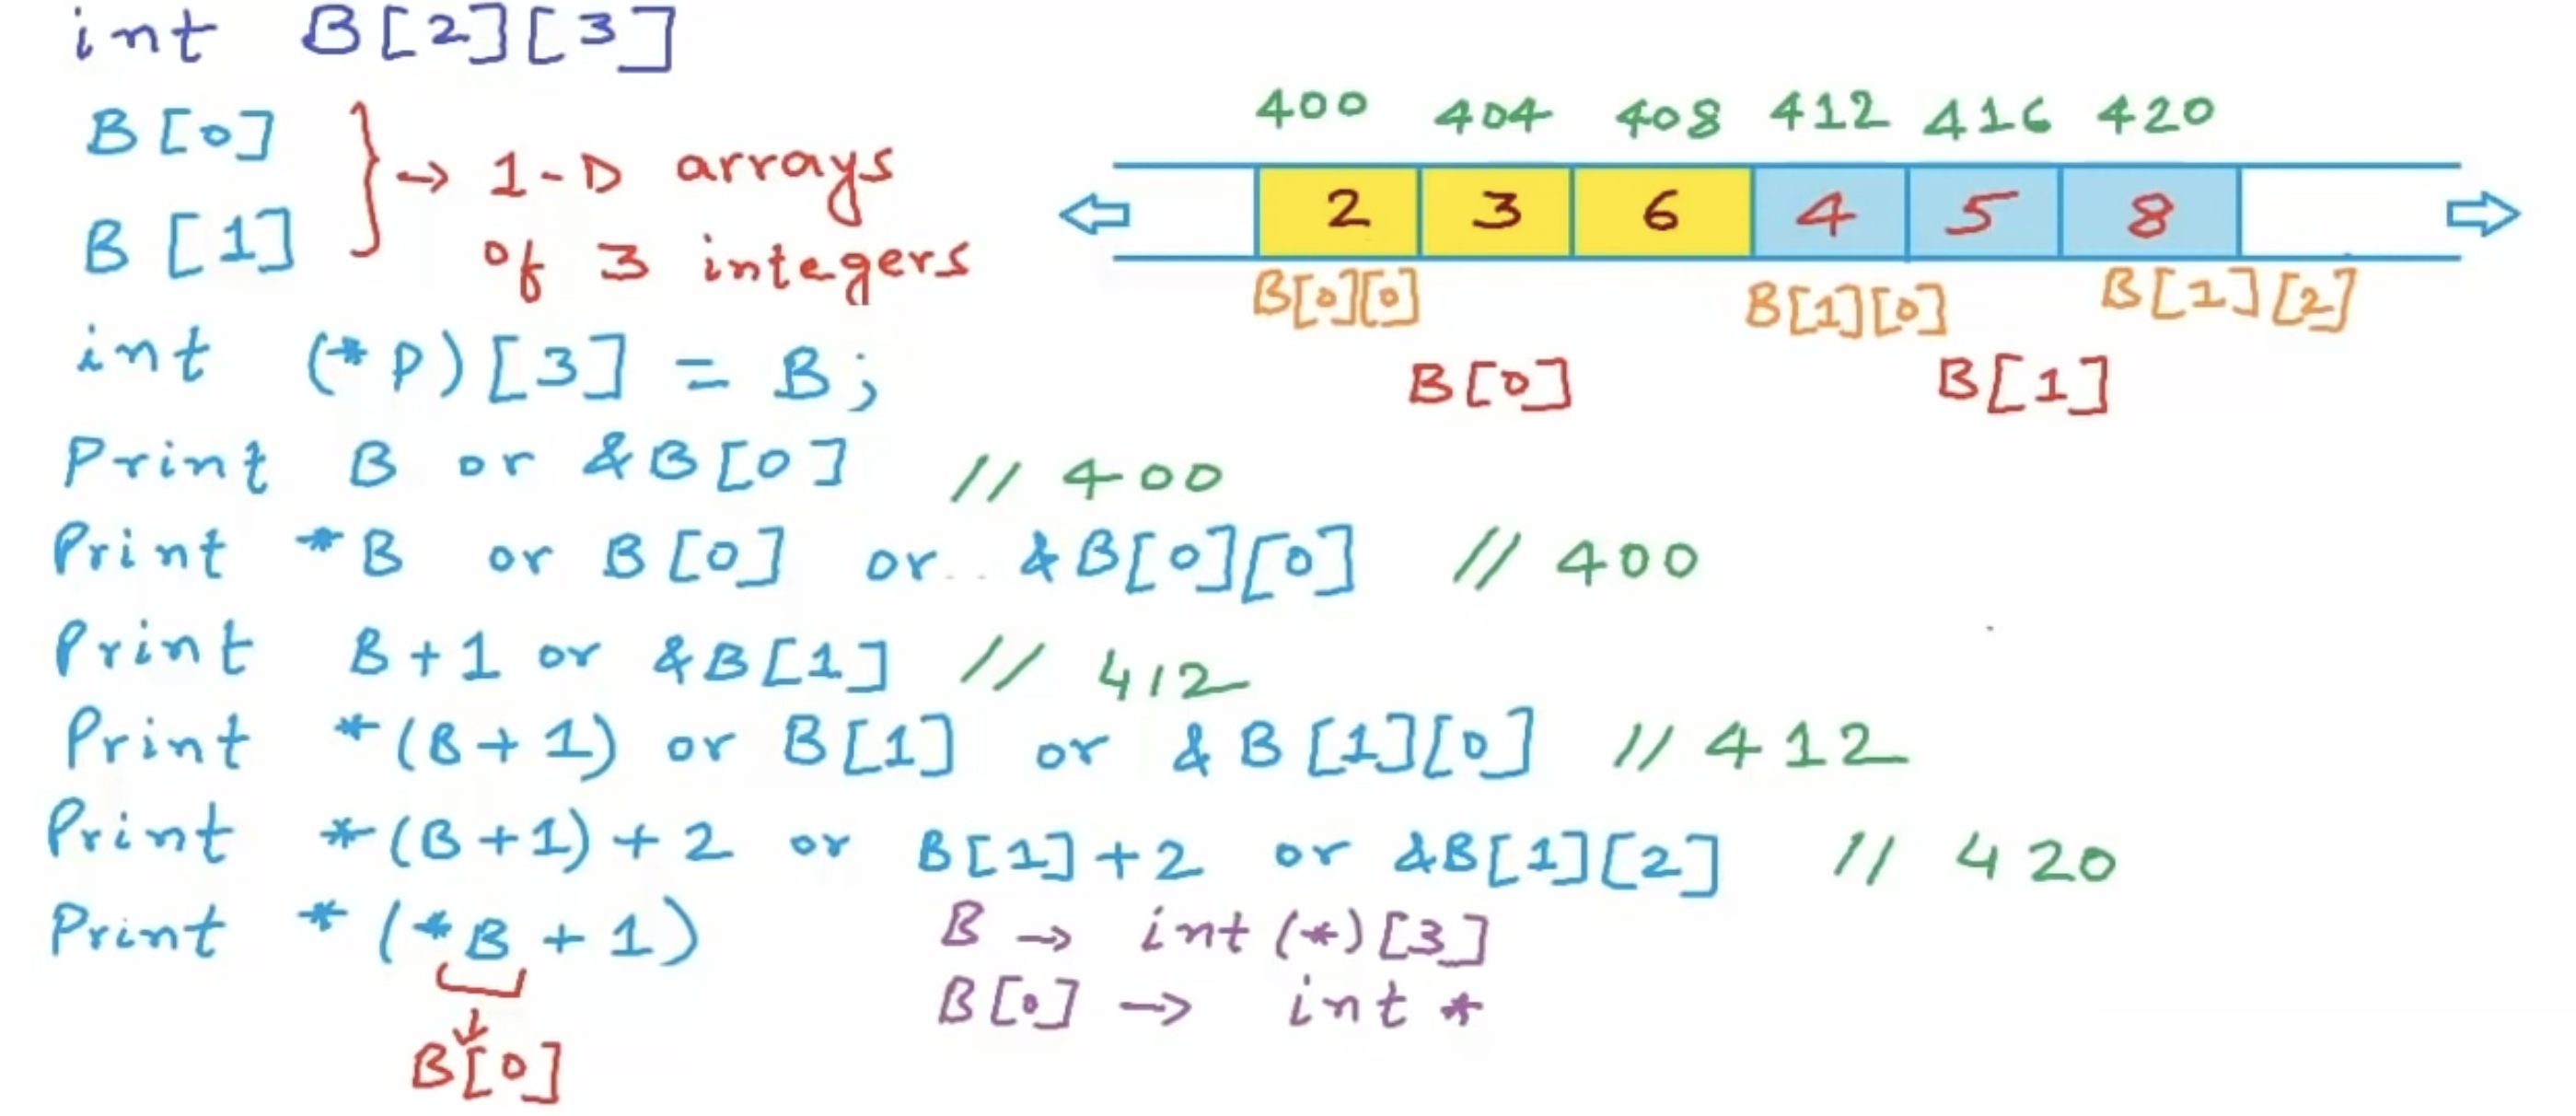 int B[2][3]
B[0]
B[1]
} → 1-D arrays
of 3 integers
400 404 408 412 416 420
2 3 6 4 5 8
B[0][0] B[1][0] B[1][2]
B[0] B[1]
int (*P)[3] = B;
Print B or &B[0] // 400
Print *B or B[0] or &B[0][0] // 400
Print B+1 or &B[1] // 412
Print *(B+1) or B[1] or &B[1][0] // 412
Print *(B+1)+2 or B[1]+2 or &B[1][2] // 420
Print *(*B+1)
B[0]
B → int(*)[3]
B[0] → int *